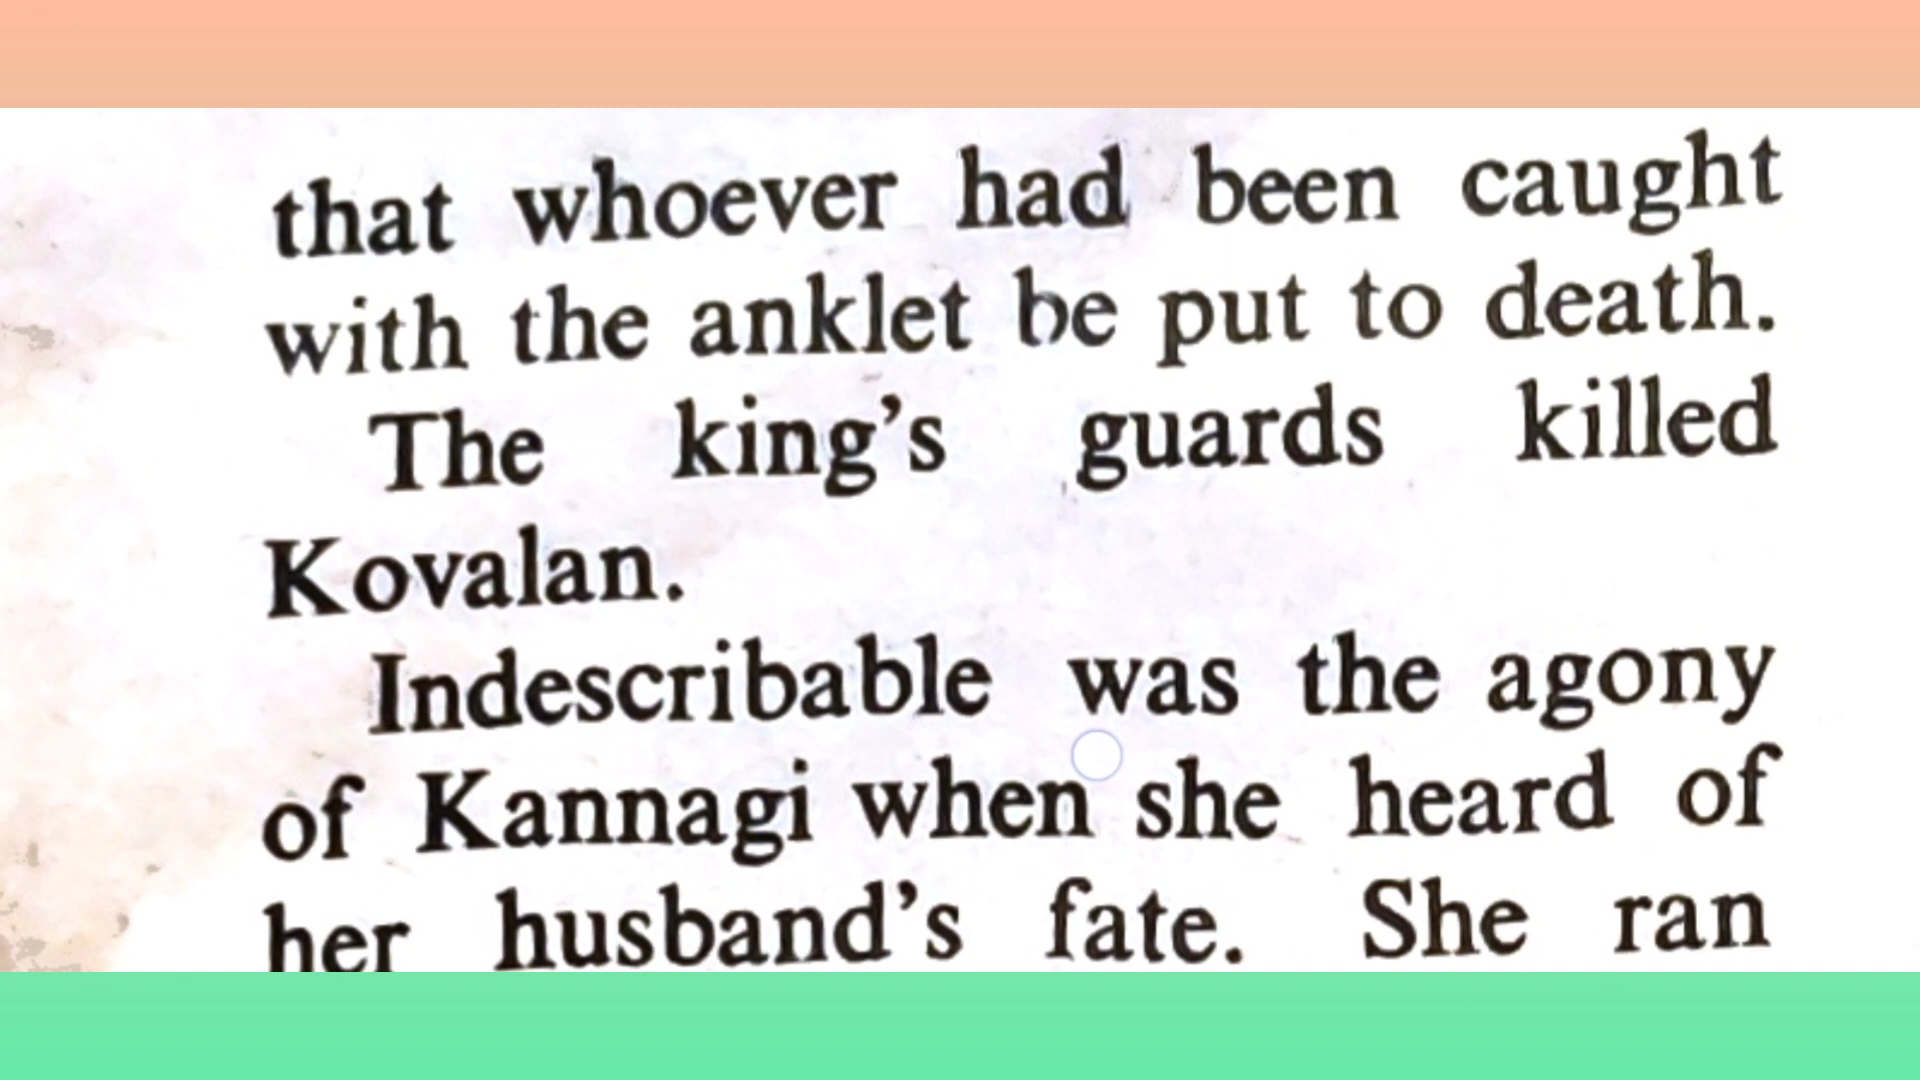 that whoever had been caught
with the anklet be put to death.
The king's guards killed
Kovalan.
Indescribable was the agony
of Kannagi when she heard of
her husband's fate. She ran